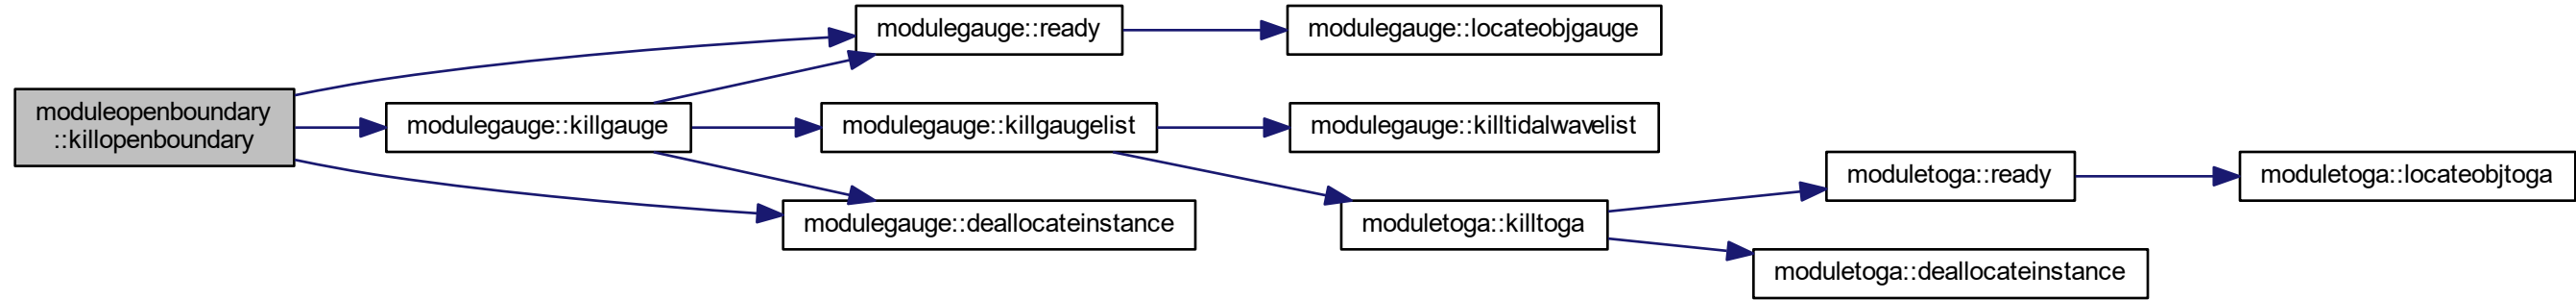 modulegauge::ready
modulegauge::locateobjgauge
moduleopenboundary
::killopenboundary
modulegauge::killgauge
modulegauge::killgaugelist
modulegauge::killtidalwavelist
moduletoga::ready
moduletoga::locateobjtoga
modulegauge::deallocateinstance
moduletoga::killtoga
moduletoga::deallocateinstance